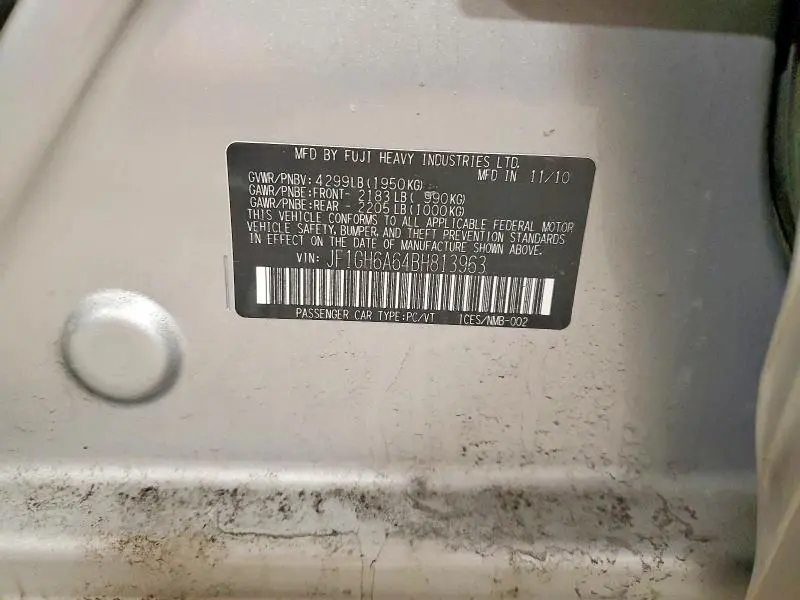 MFD BY FUJI HEAVY INDUSTRIES LTD.
MFD IN 11/10
GVWR/PNBV: 4299LB(1950KG)
GAWR/PNBE:FRONT- 2183LB( 990KG)
GAWR/PNBE:REAR - 2205LB(1000KG)
THIS VEHICLE CONFORMS TO ALL APPLICABLE FEDERAL MOTOR
VEHICLE SAFETY, BUMPER, AND THEFT PREVENTION STANDARDS
IN EFFECT ON THE DATE OF MANUFACTURE SHOWN ABOVE.
VIN: JF1GH6A64BH813963
PASSENGER CAR TYPE:PC/VT ICES/NMB-002